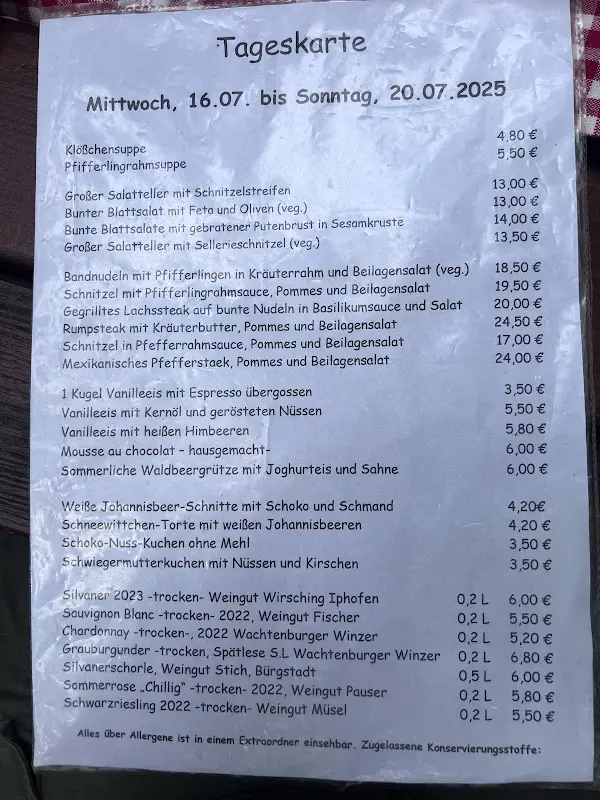 Tageskarte
Mittwoch, 16.07. bis Sonntag, 20.07.2025
Klößchensuppe 4,80 €
Pfifferlingrahmsuppe 5,50 €
Großer Salatteller mit Schnitzelstreifen 13,00 €
Bunter Blattsalat mit Feta und Oliven (veg.) 13,00 €
Bunte Blattsalate mit gebratener Putenbrust in Sesamkruste 14,00 €
Großer Salatteller mit Sellerieschnitzel (veg.) 13,50 €
Bandnudeln mit Pfifferlingen in Kräuterrahm und Beilagensalat (veg.) 18,50 €
Schnitzel mit Pfifferlingrahmsauce, Pommes und Beilagensalat 19,50 €
Gegrilltes Lachssteak auf bunte Nudeln in Basilikumsauce und Salat 20,00 €
Rumpsteak mit Kräuterbutter, Pommes und Beilagensalat 24,50 €
Schnitzel in Pfefferrahmsauce, Pommes und Beilagensalat 17,00 €
Mexikanisches Pfefferstaek, Pommes und Beilagensalat 24,00 €
1 Kugel Vanilleeis mit Espresso übergossen 3,50 €
Vanilleeis mit Kernöl und gerösteten Nüssen 5,50 €
Vanilleeis mit heißen Himbeeren 5,80 €
Mousse au chocolat – hausgemacht- 6,00 €
Sommerliche Waldbeergrütze mit Joghurteis und Sahne 6,00 €
Weiße Johannisbeer-Schnitte mit Schoko und Schmand 4,20€
Schneewittchen-Torte mit weißen Johannisbeeren 4,20 €
Schoko-Nuss-Kuchen ohne Mehl 3,50 €
Schwiegermutterkuchen mit Nüssen und Kirschen 3,50 €
Silvaner 2023 -trocken- Weingut Wirsching Iphofen 0,2 L 6,00 €
Sauvignon Blanc -trocken- 2022, Weingut Fischer 0,2 L 5,50 €
Chardonnay -trocken-, 2022 Wachtenburger Winzer 0,2 L 5,20 €
Grauburgunder -trocken, Spätlese S.L Wachtenburger Winzer 0,2 L 6,80 €
Silvanerschorle, Weingut Stich, Bürgstadt 0,5 L 6,00 €
Sommerrose „Chillig“ -trocken- 2022, Weingut Pauser 0,2 L 5,80 €
Schwarzriesling 2022 -trocken- Weingut Müsel 0,2 L 5,50 €
Alles über Allergene ist in einem Extraordner einsehbar. Zugelassene Konservierungsstoffe: